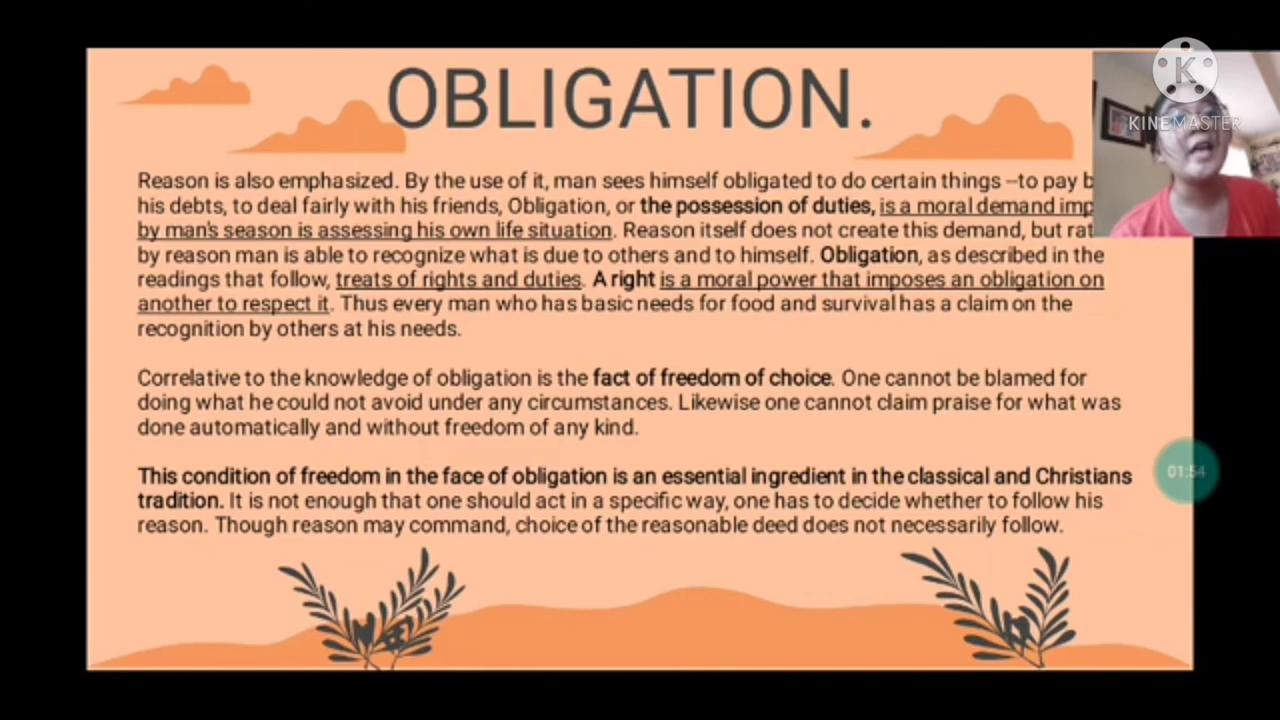 OBLIGATION.
KINEMASTER
Reason is also emphasized. By the use of it, man sees himself obligated to do certain things --to pay b
his debts, to deal fairly with his friends, Obligation, or the possession of duties, is a moral demand imp
by man's season is assessing his own life situation. Reason itself does not create this demand, but rat
by reason man is able to recognize what is due to others and to himself. Obligation, as described in the
readings that follow, treats of rights and duties. A right is a moral power that imposes an obligation on
another to respect it. Thus every man who has basic needs for food and survival has a claim on the
recognition by others at his needs.
Correlative to the knowledge of obligation is the fact of freedom of choice. One cannot be blamed for
doing what he could not avoid under any circumstances. Likewise one cannot claim praise for what was
done automatically and without freedom of any kind.
This condition of freedom in the face of obligation is an essential ingredient in the classical and Christians
tradition. It is not enough that one should act in a specific way, one has to decide whether to follow his
reason. Though reason may command, choice of the reasonable deed does not necessarily follow.
01:54